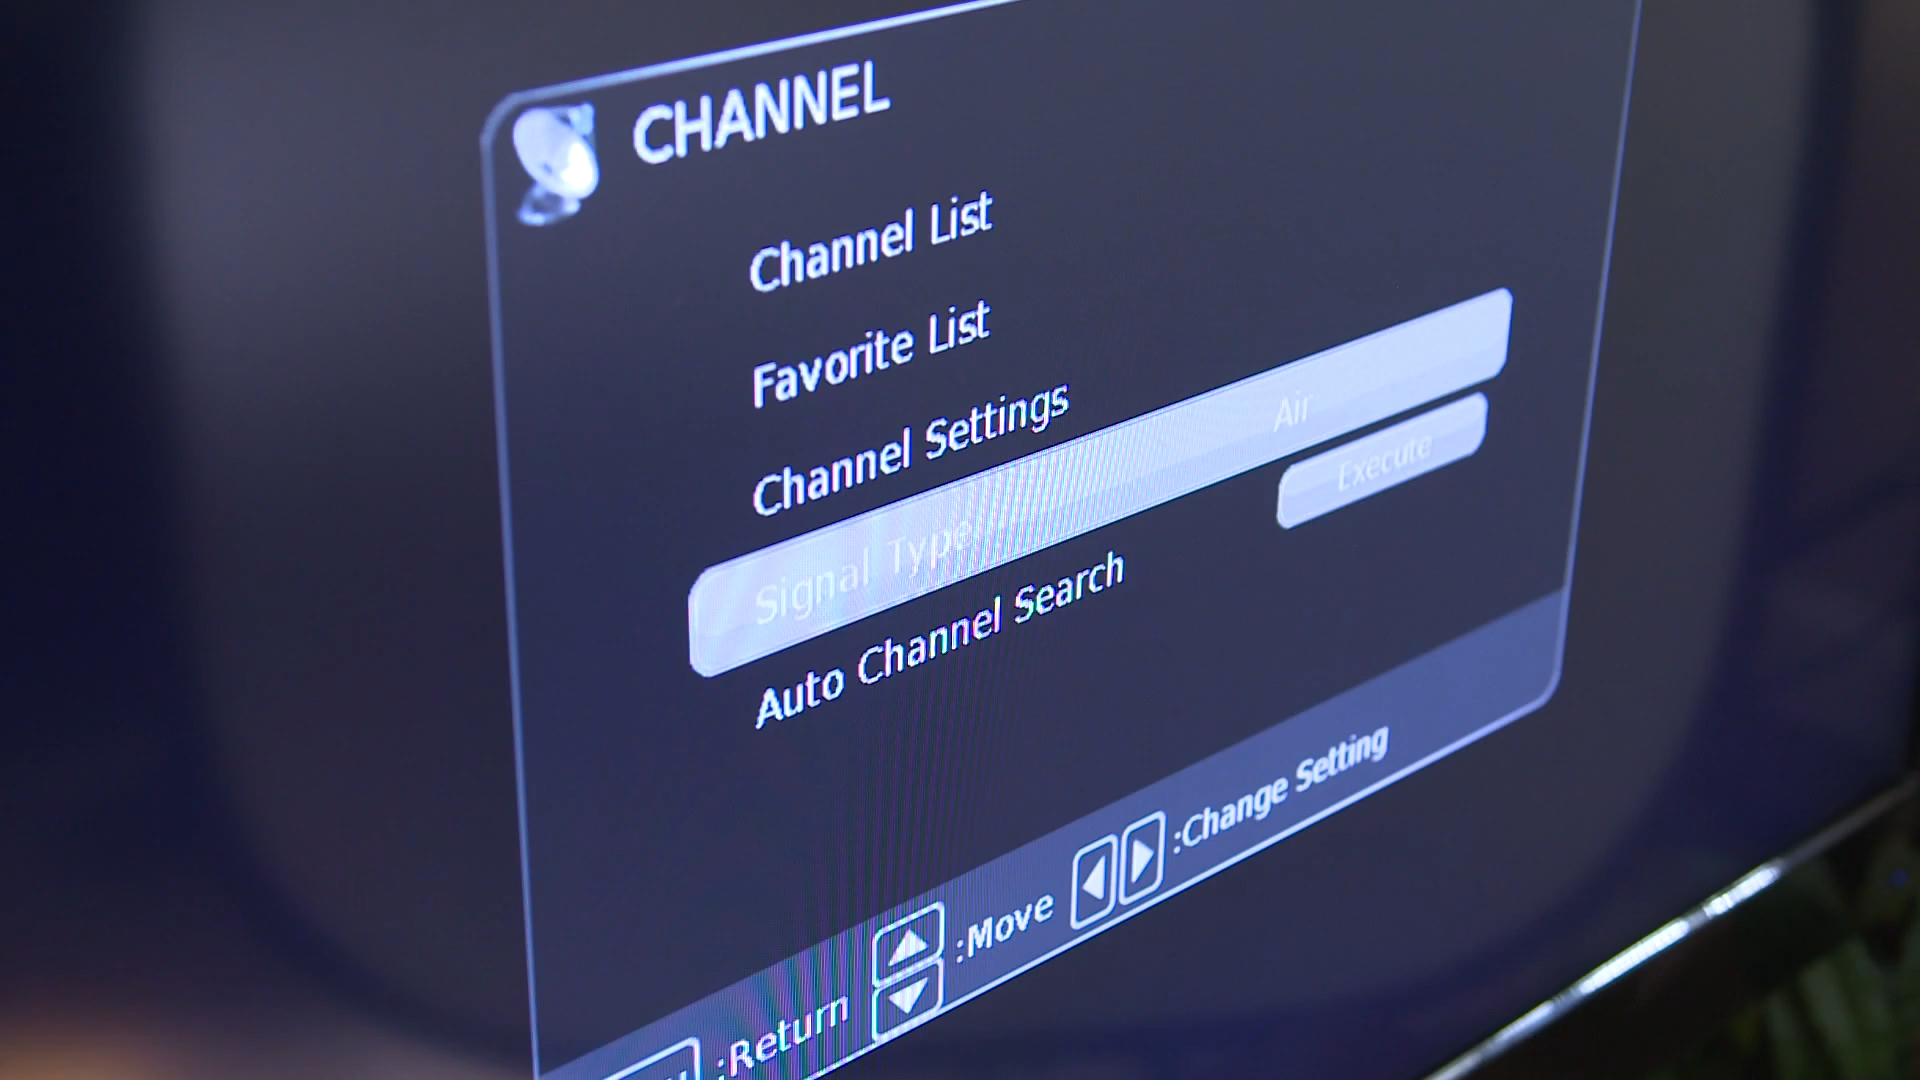 CHANNEL
Channel List
Favorite List
Channel Settings
Signal Type Air
Execute
Auto Channel Search
:Return :Move :Change Setting